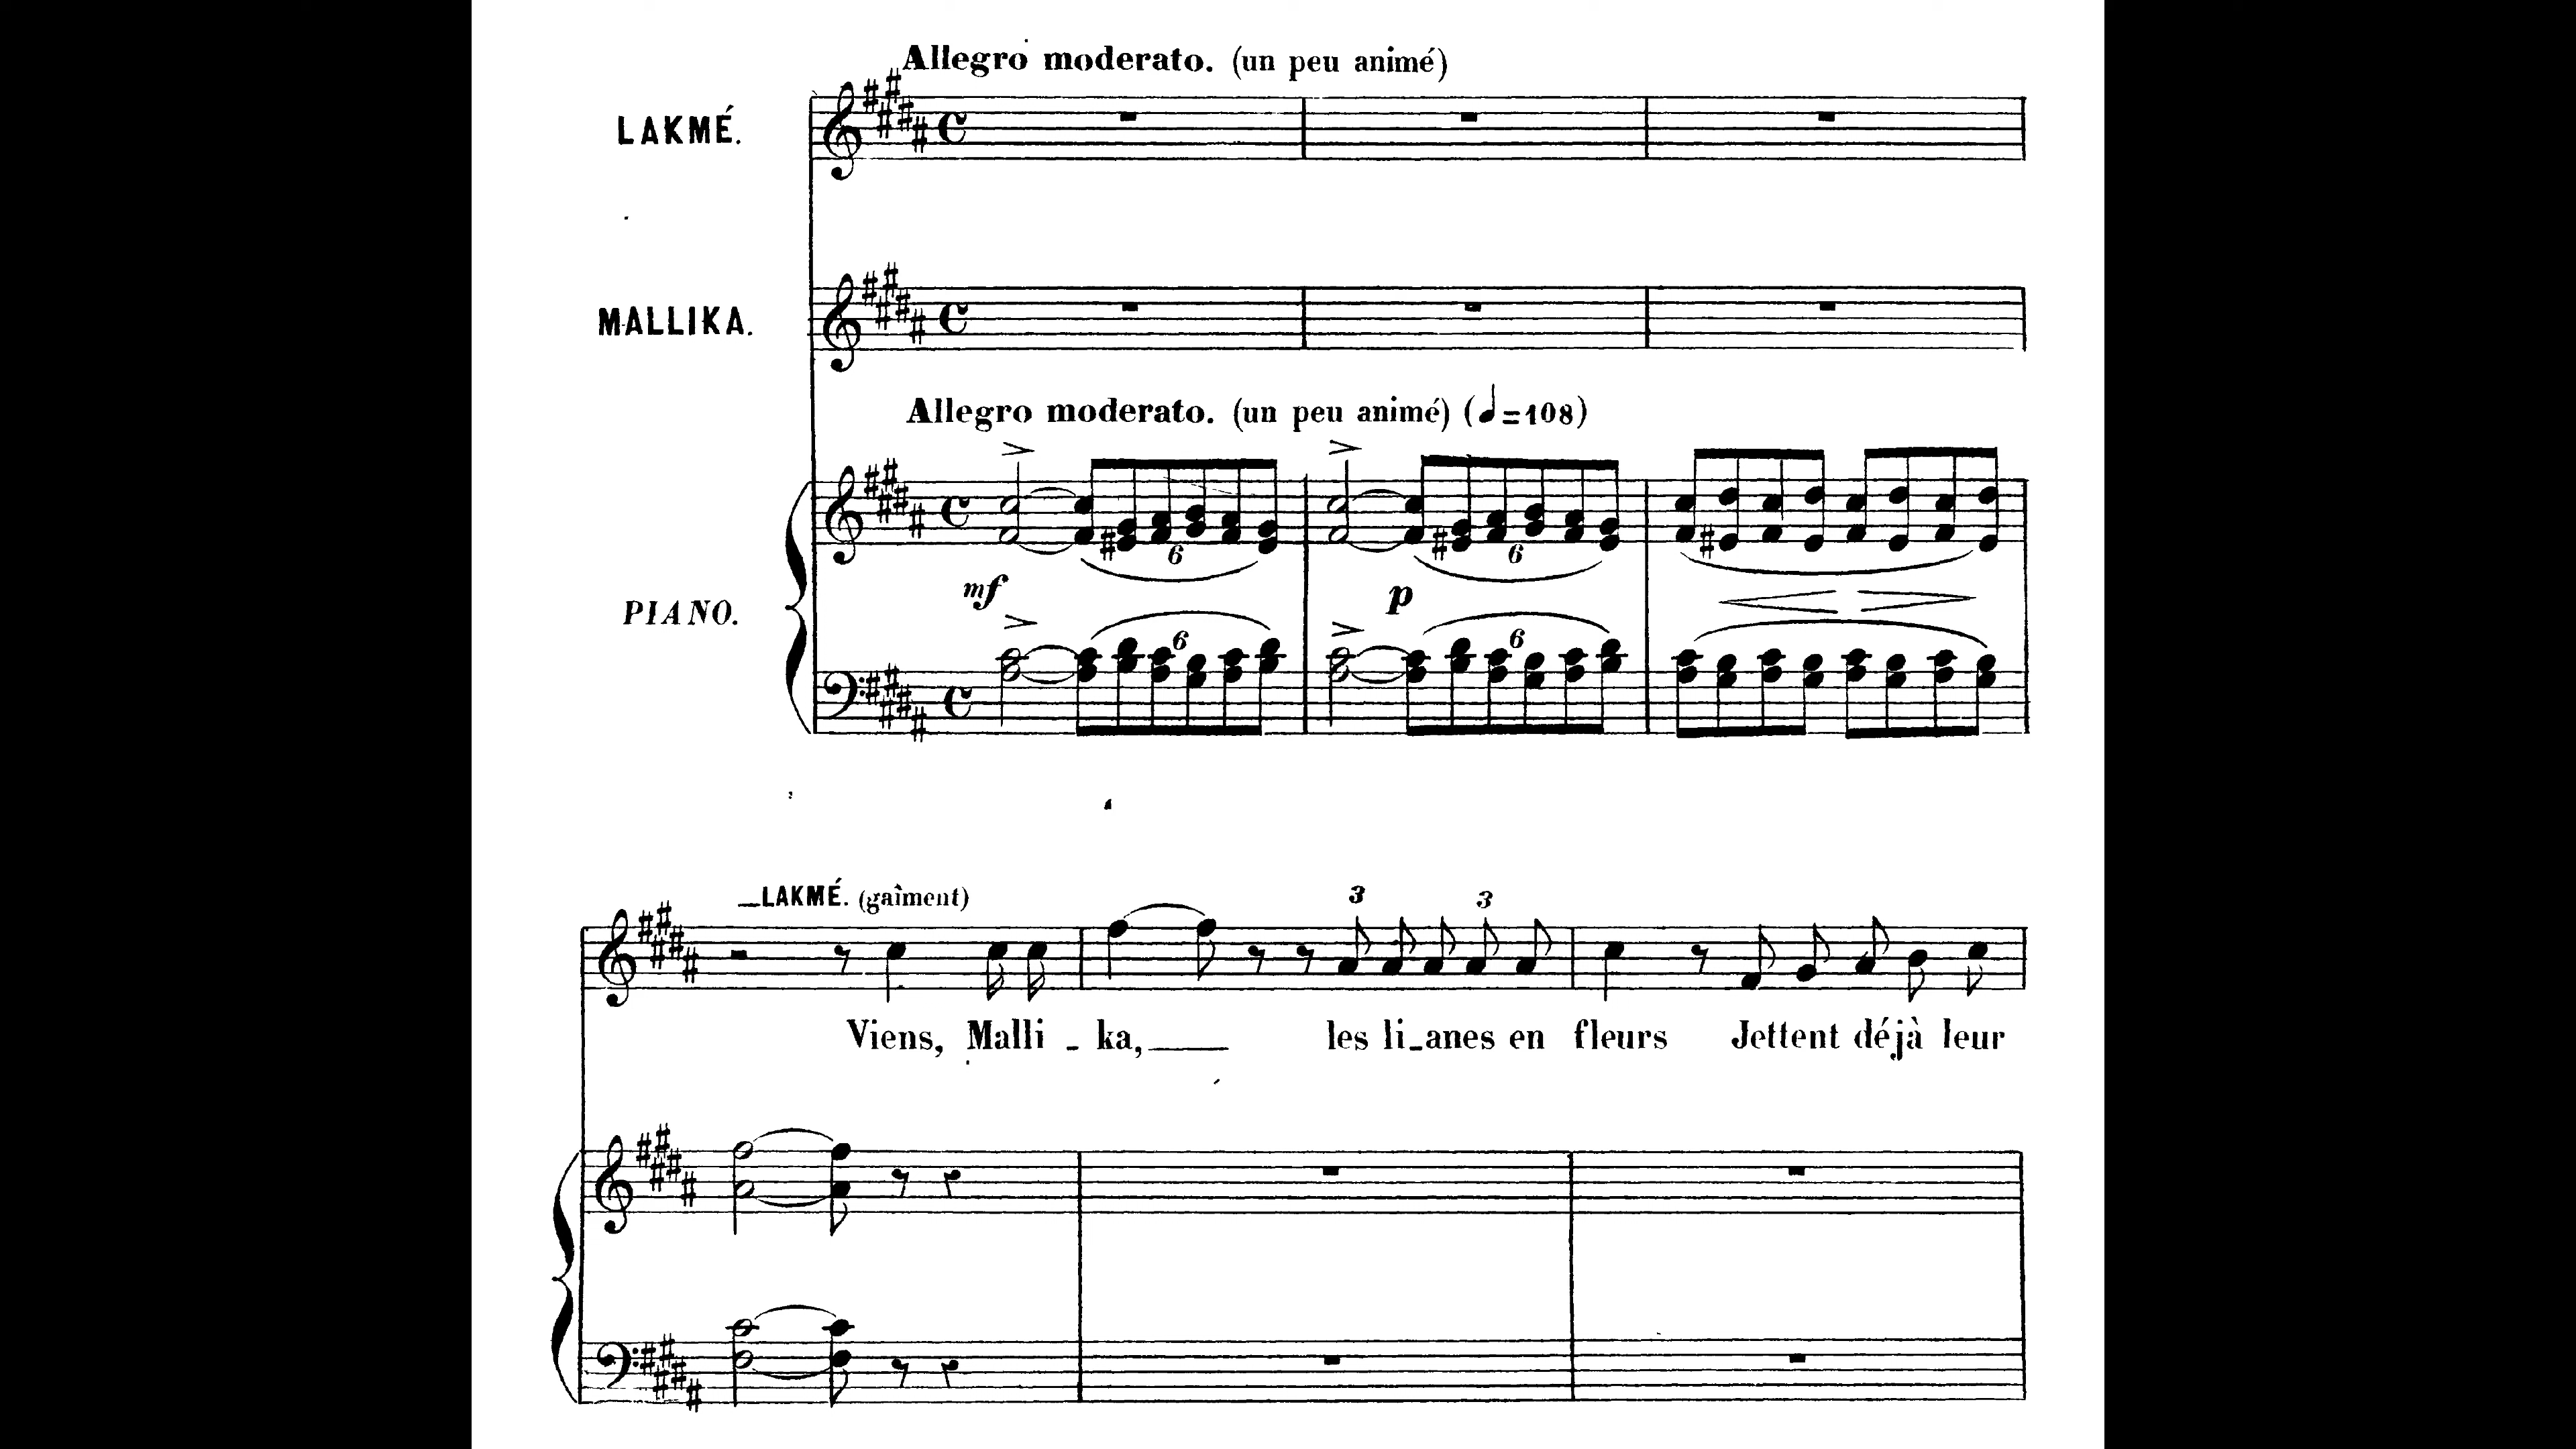 Allegro moderato. (un peu animé)
LAKMÉ.
MALLIKA.
Allegro moderato. (un peu animé) (♩=108)
6 6
mf p
PIANO.
6 6
LAKMÉ. (gaîment)
3 3
Viens, Malli - ka, les li-anes en fleurs Jettent déjà leur